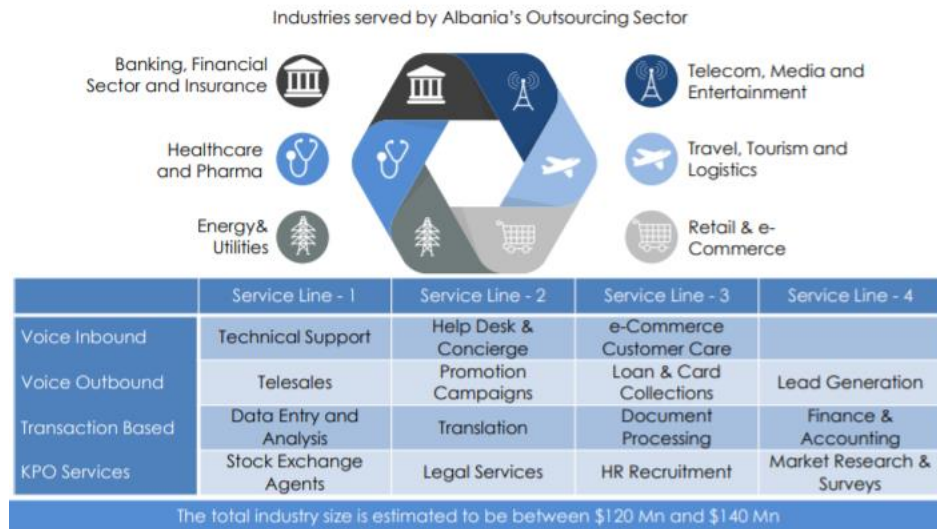 Industries served by Albania's Outsourcing Sector
Banking, Financial
Sector and Insurance
Telecom, Media and
Entertainment
Healthcare
and Pharma
Travel, Tourism and
Logistics
Energy&
Utilities
Retail & e-
Commerce
Service Line - 1
Service Line - 2
Service Line - 3
Service Line - 4
Voice Inbound
Technical Support
Help Desk &
Concierge
e-Commerce
Customer Care
Voice Outbound
Telesales
Promotion
Campaigns
Loan & Card
Collections
Lead Generation
Transaction Based
Data Entry and
Analysis
Translation
Document
Processing
Finance &
Accounting
KPO Services
Stock Exchange
Agents
Legal Services
HR Recruitment
Market Research &
Surveys
The total industry size is estimated to be between $120 Mn and $140 Mn